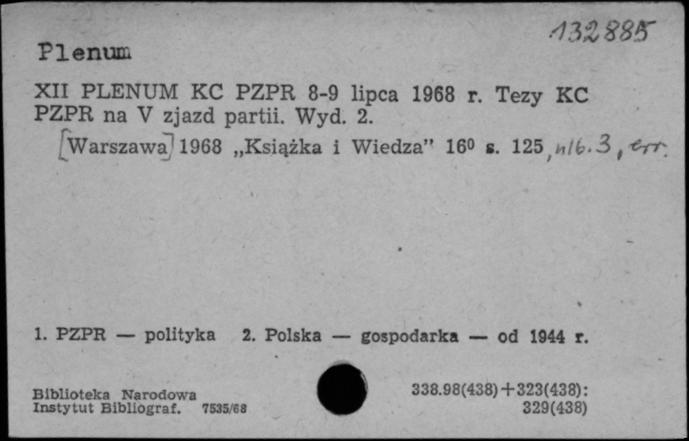 132885
Plenum
XII PLENUM KC PZPR 8-9 lipca 1968 r. Tezy KC
PZPR na V zjazd partii. Wyd. 2.
[Warszawa] 1968 „Książka i Wiedza” 16⁰ s. 125, nlb. 3, err.
1. PZPR — polityka 2. Polska — gospodarka — od 1944 r.
Biblioteka Narodowa
Instytut Bibliograf. 7535/68
338.98(438)+323(438):
329(438)